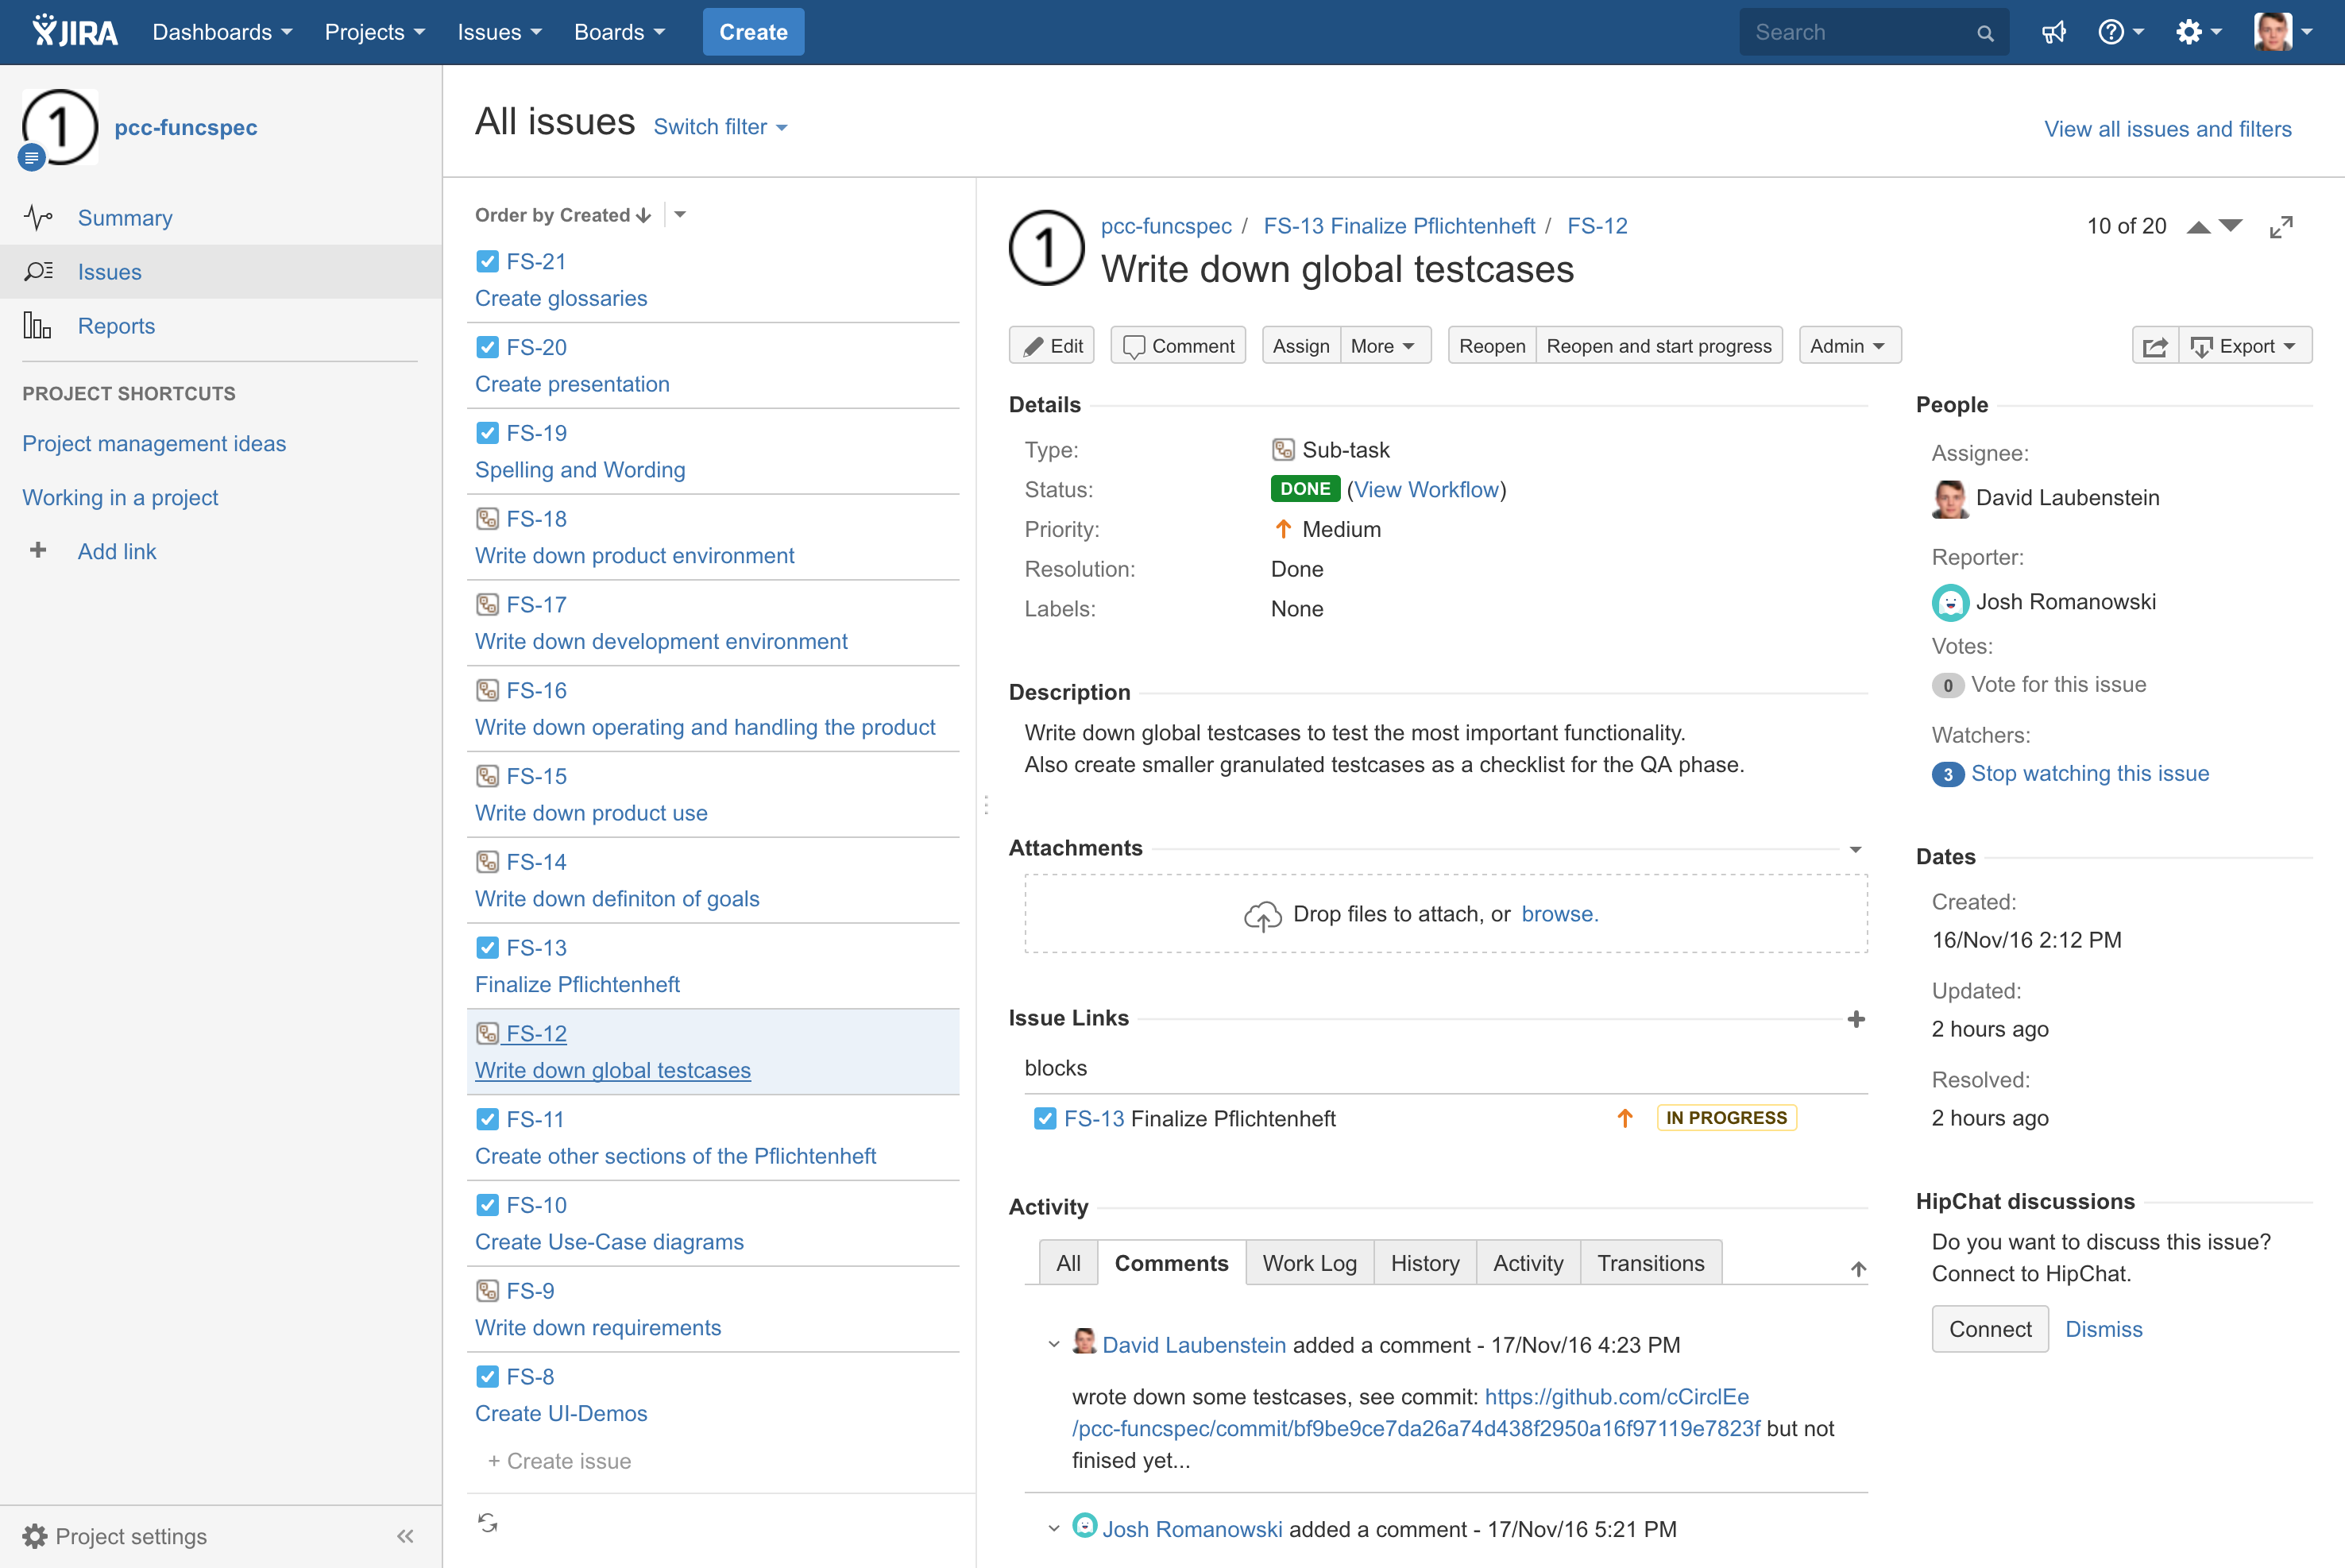 JIRA Dashboards Projects Issues Boards Create Search
1 pcc-funcspec
Summary
Issues
Reports
PROJECT SHORTCUTS
Project management ideas
Working in a project
+ Add link
Project settings
All issues Switch filter
View all issues and filters
Order by Created
FS-21
Create glossaries
FS-20
Create presentation
FS-19
Spelling and Wording
FS-18
Write down product environment
FS-17
Write down development environment
FS-16
Write down operating and handling the product
FS-15
Write down product use
FS-14
Write down definiton of goals
FS-13
Finalize Pflichtenheft
FS-12
Write down global testcases
FS-11
Create other sections of the Pflichtenheft
FS-10
Create Use-Case diagrams
FS-9
Write down requirements
FS-8
Create UI-Demos
+ Create issue
1
pcc-funcspec / FS-13 Finalize Pflichtenheft / FS-12
Write down global testcases
10 of 20
Edit Comment Assign More Reopen Reopen and start progress Admin Export
Details
Type: Sub-task
Status: DONE (View Workflow)
Priority: Medium
Resolution: Done
Labels: None
Description
Write down global testcases to test the most important functionality.
Also create smaller granulated testcases as a checklist for the QA phase.
Attachments
Drop files to attach, or browse.
Issue Links
blocks
FS-13 Finalize Pflichtenheft IN PROGRESS
Activity
All Comments Work Log History Activity Transitions
David Laubenstein added a comment - 17/Nov/16 4:23 PM
wrote down some testcases, see commit: https://github.com/cCirclEe
/pcc-funcspec/commit/bf9be9ce7da26a74d438f2950a16f97119e7823f but not
finised yet...
Josh Romanowski added a comment - 17/Nov/16 5:21 PM
People
Assignee:
David Laubenstein
Reporter:
Josh Romanowski
Votes:
0 Vote for this issue
Watchers:
3 Stop watching this issue
Dates
Created:
16/Nov/16 2:12 PM
Updated:
2 hours ago
Resolved:
2 hours ago
HipChat discussions
Do you want to discuss this issue?
Connect to HipChat.
Connect Dismiss